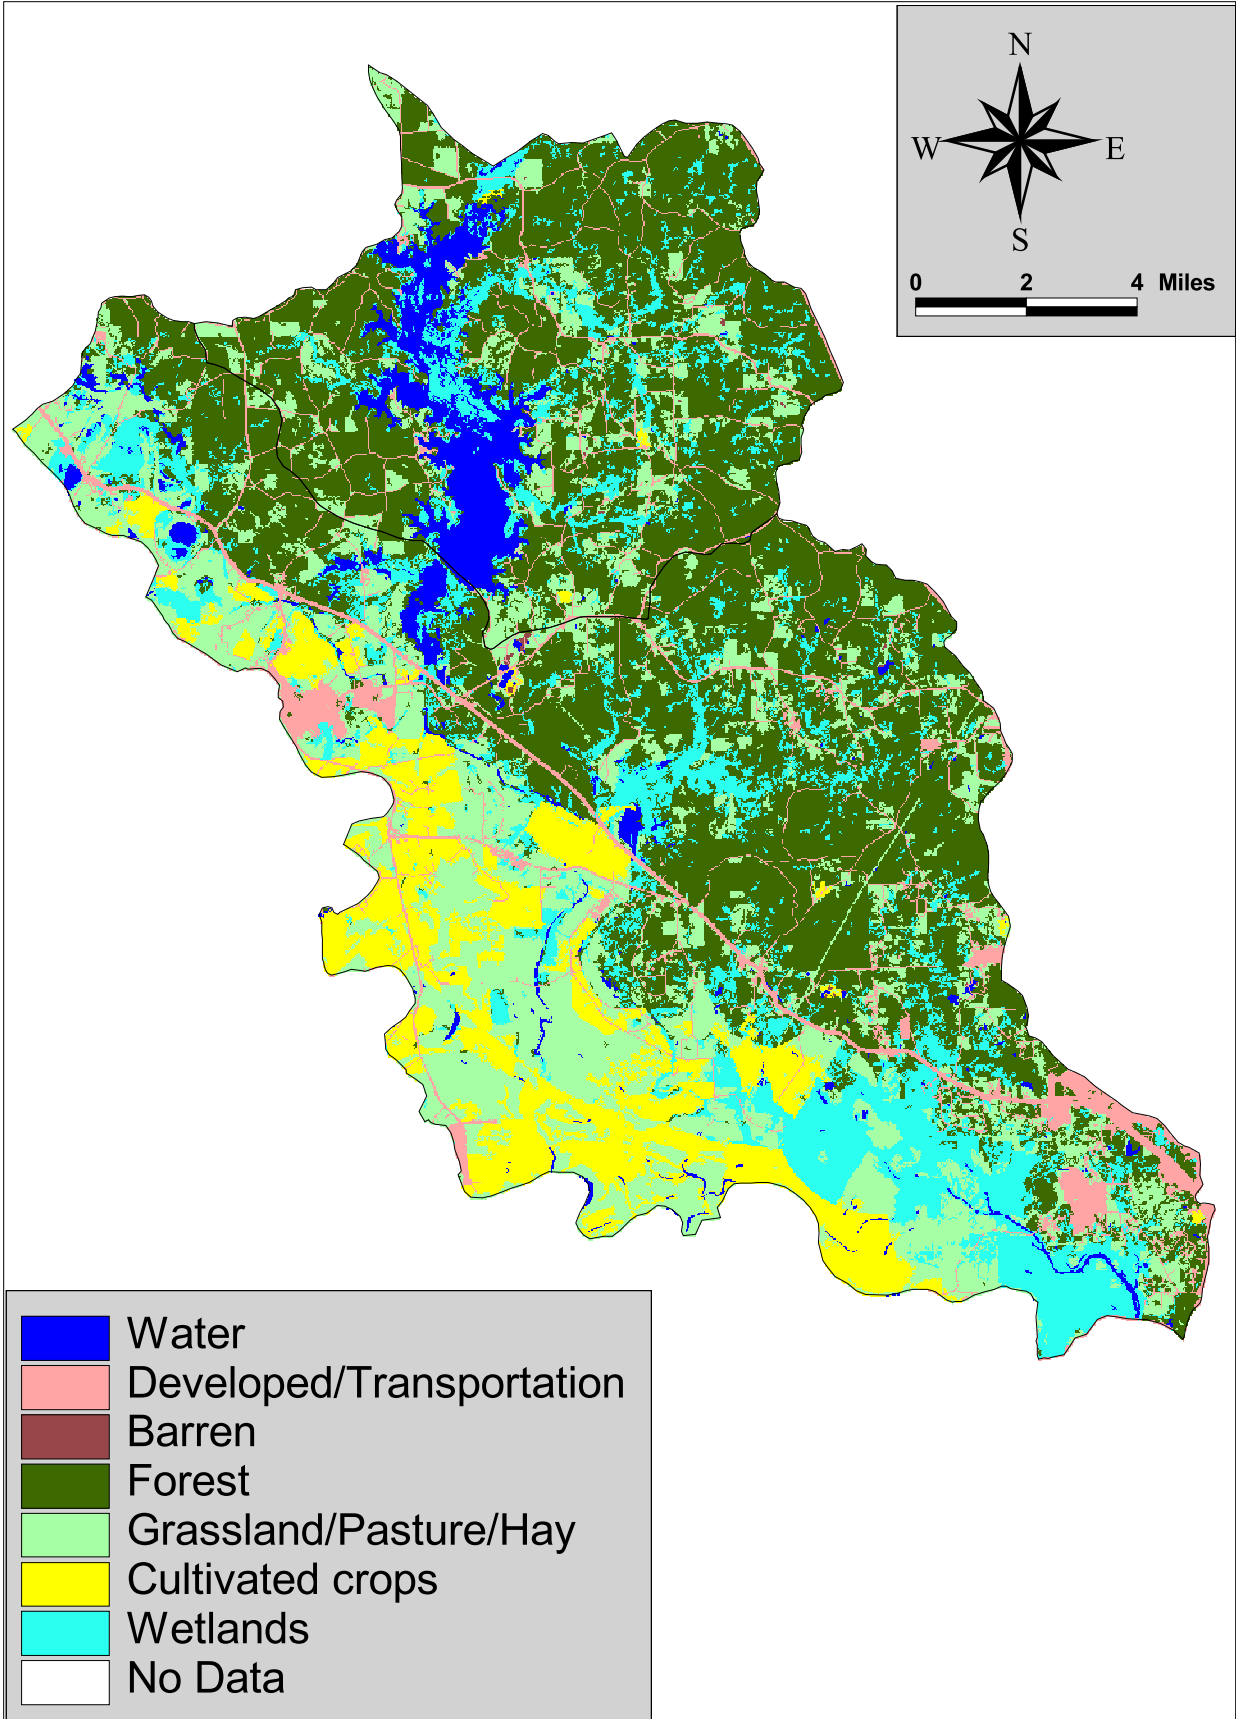 N
W E
S
0 2 4 Miles
Water
Developed/Transportation
Barren
Forest
Grassland/Pasture/Hay
Cultivated crops
Wetlands
No Data